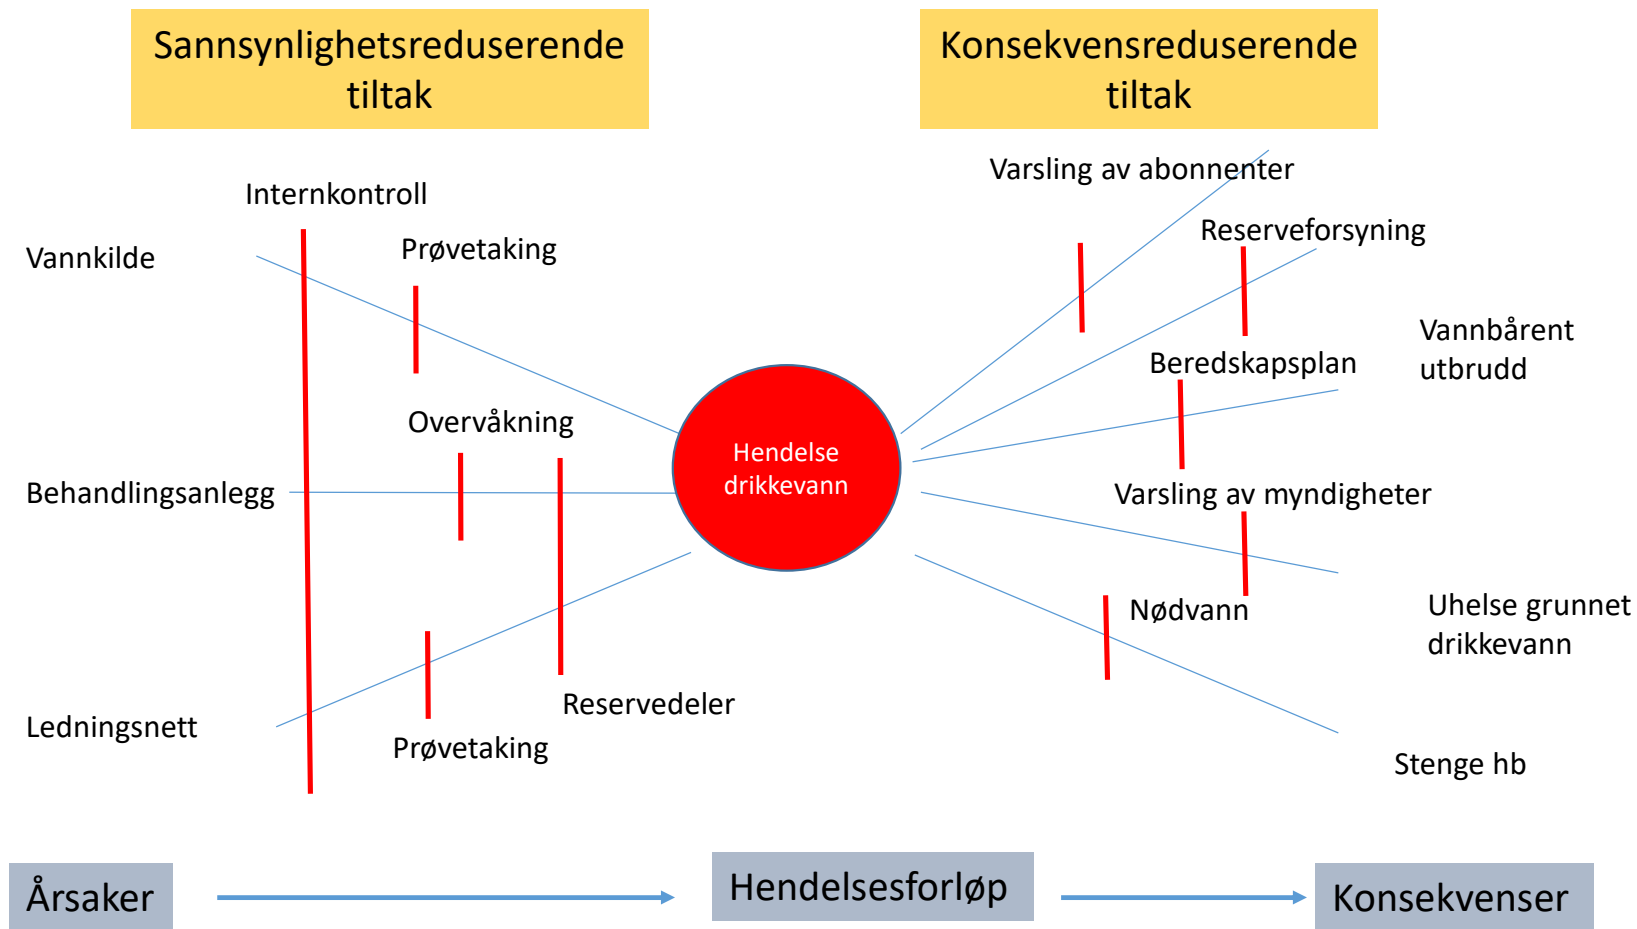 Sannsynlighetsreduserende
tiltak
Konsekvensreduserende
tiltak
Internkontroll
Vannkilde
Prøvetaking
Overvåkning
Behandlingsanlegg
Ledningsnett
Reservedeler
Prøvetaking
Hendelse
drikkevann
Varsling av abonnenter
Reserveforsyning
Vannbårent
utbrudd
Beredskapsplan
Varsling av myndigheter
Nødvann
Uhelse grunnet
drikkevann
Stenge hb
Årsaker
Hendelsesforløp
Konsekvenser